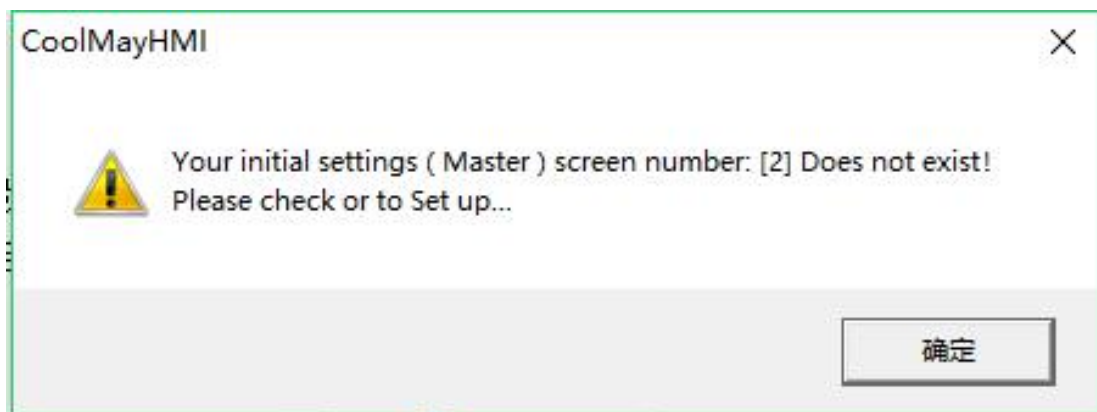 CoolMayHMI
Your initial settings ( Master ) screen number: [2] Does not exist!
Please check or to Set up...
确定